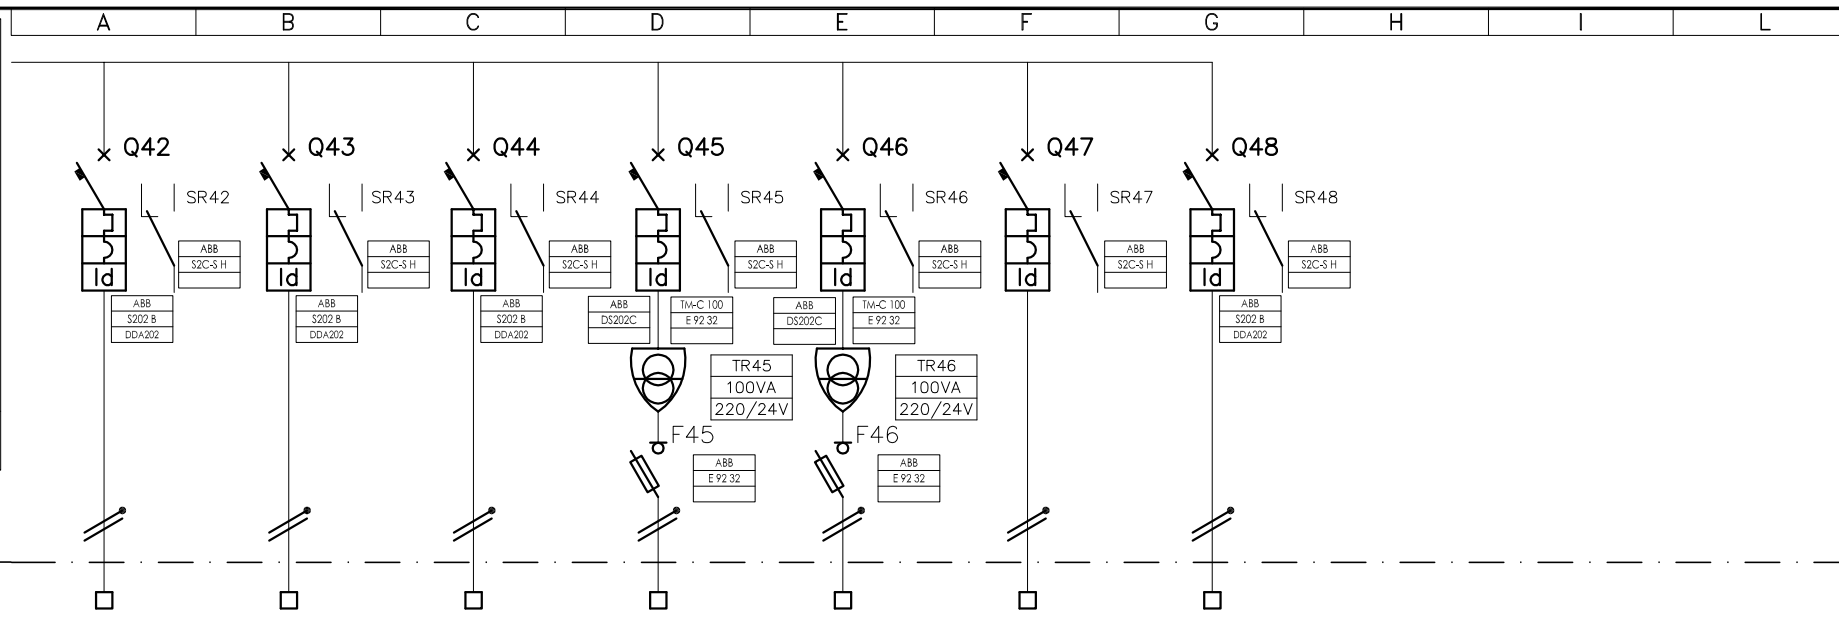 A B C D E F G H I L
Q42 Q43 Q44 Q45 Q46 Q47 Q48
SR42 SR43 SR44 SR45 SR46 SR47 SR48
ABB ABB ABB ABB ABB ABB ABB
S2C-S H S2C-S H S2C-S H S2C-S H S2C-S H S2C-S H S2C-S H
Id Id Id Id Id Id Id
ABB ABB ABB ABB TM-C 100 ABB TM-C 100 ABB
S202 B S202 B S202 B DS202C E 92 32 DS202C E 92 32 S202 B
DDA202 DDA202 DDA202 DDA202
TR45 TR46
100VA 100VA
220/24V 220/24V
F45 F46
ABB ABB
E 92 32 E 92 32